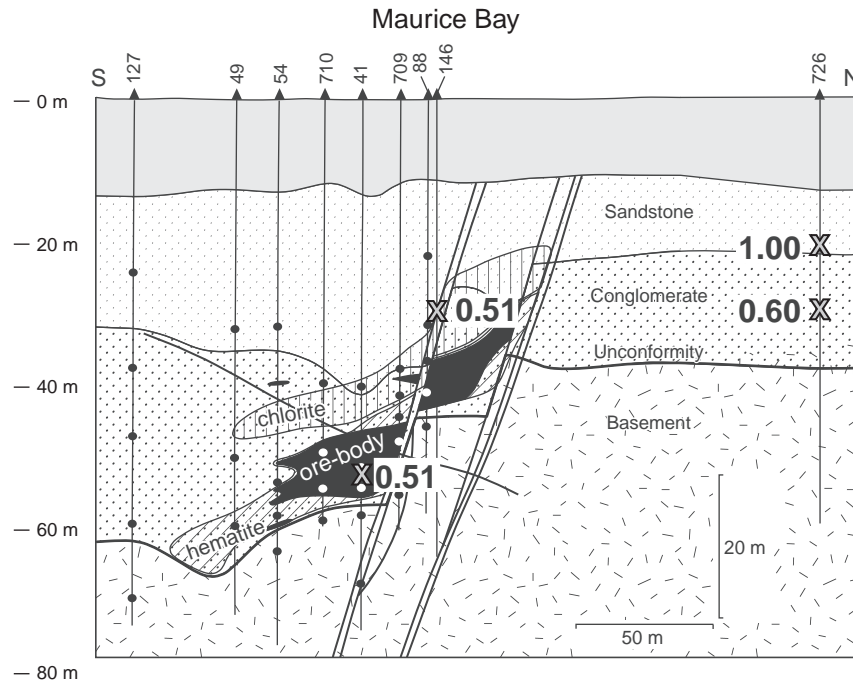 Maurice Bay
S 127 49 54 710 41 709 88 146 726 N
— 0 m
Sandstone
— 20 m
1.00
Conglomerate
0.51
0.60
Unconformity
— 40 m
chlorite
Basement
ore-body
0.51
— 60 m
hematite
20 m
50 m
— 80 m